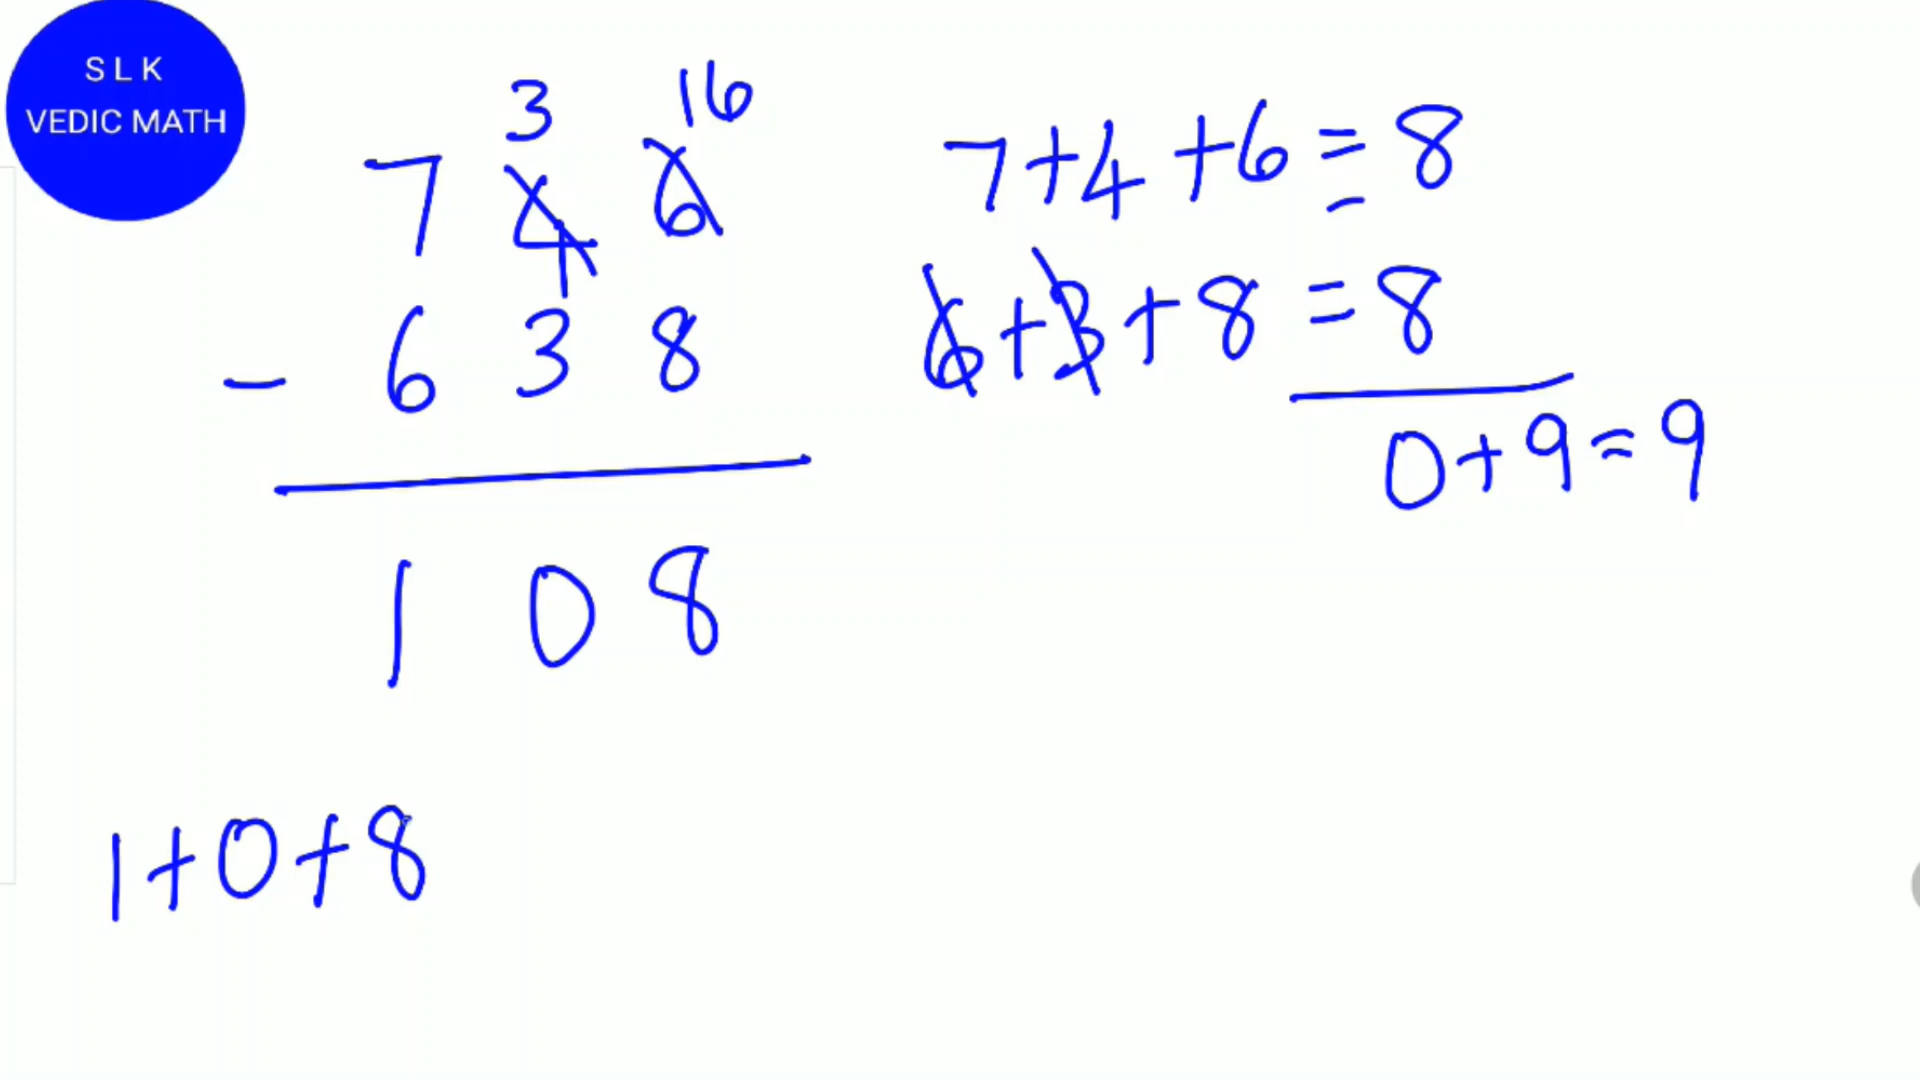 S L K
VEDIC MATH
3 16
7 4 6
- 6 3 8
1 0 8
7+4+6=8
6+3+8=8
0+9=9
1+0+8